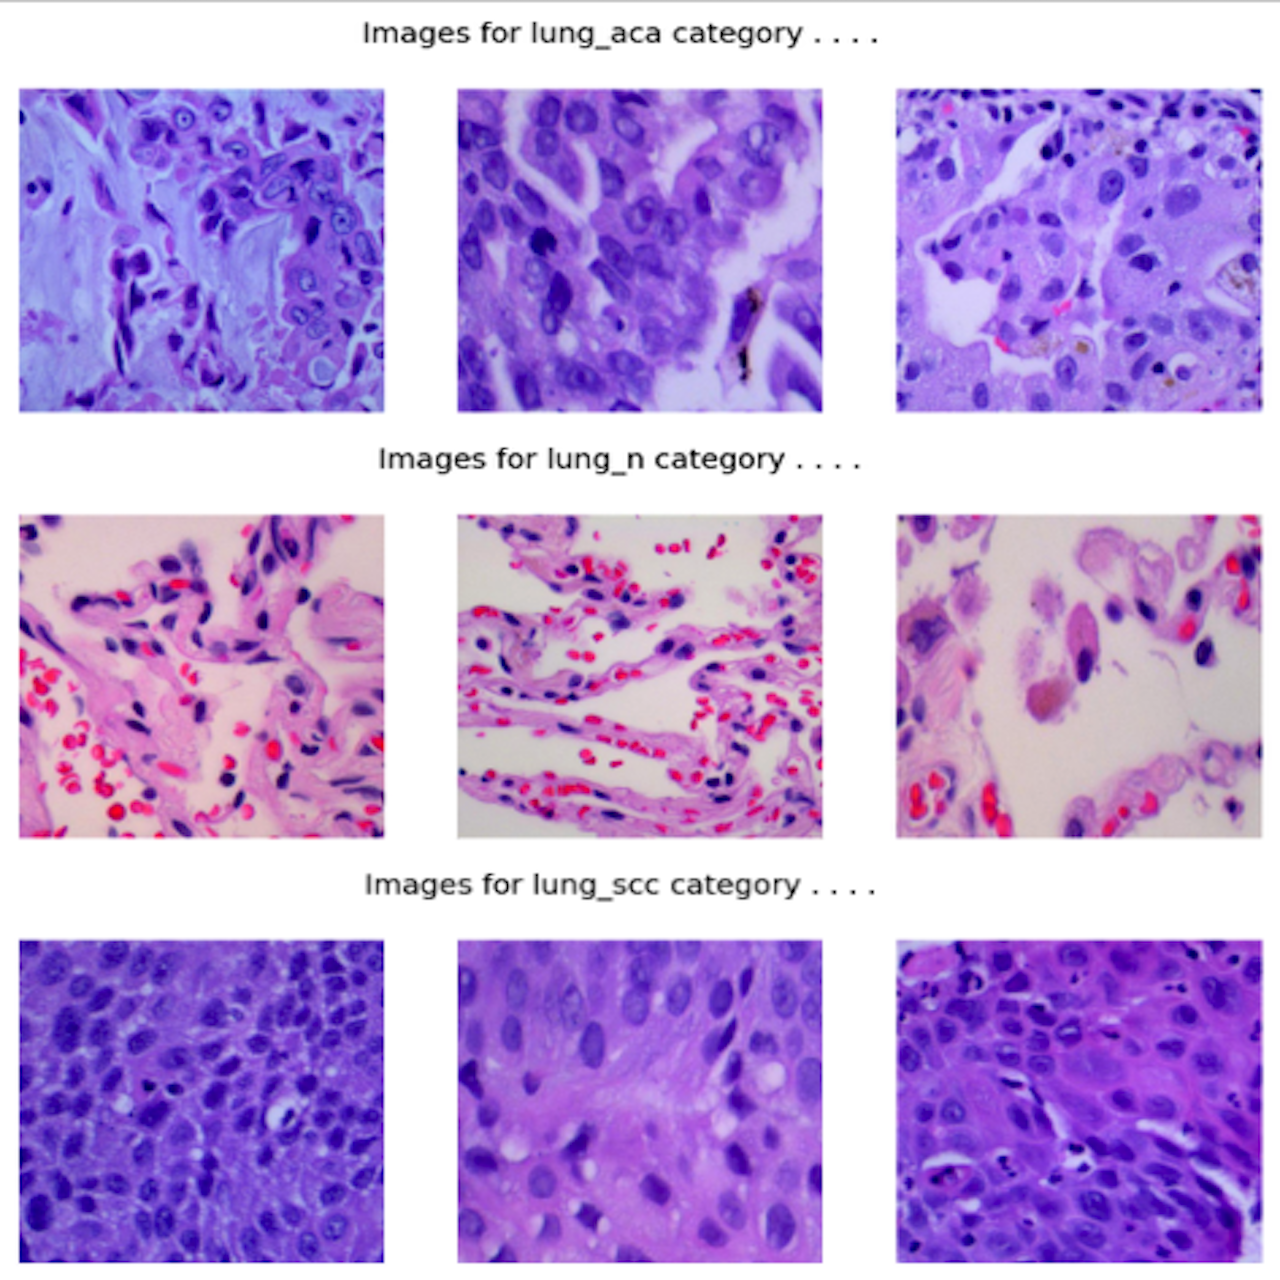 Images for lung_aca category . . . .
Images for lung_n category . . . .
Images for lung_scc category . . . .